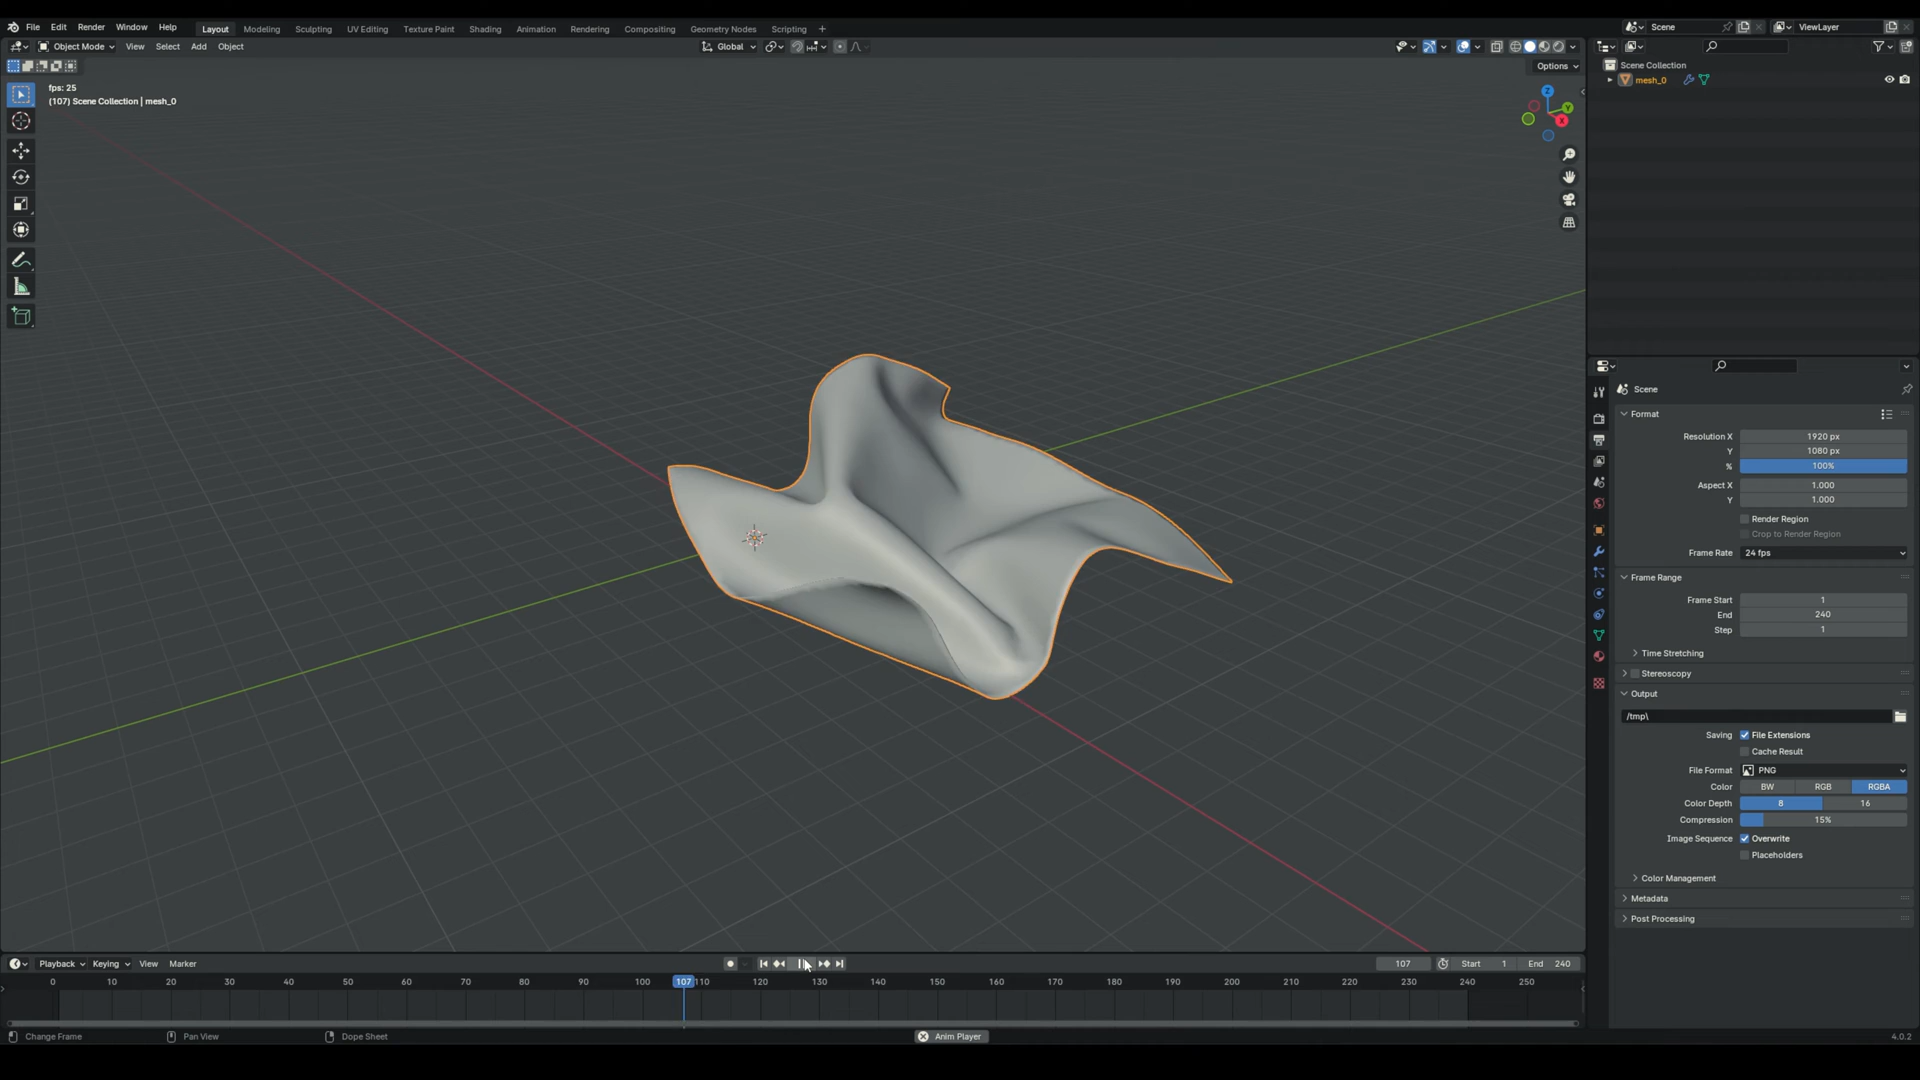 File Edit Render Window Help Layout Modeling Sculpting UV Editing Texture Paint Shading Animation Rendering Compositing Geometry Nodes Scripting + Scene ViewLayer
Object Mode View Select Add Object Global
Options
fps: 25
(107) Scene Collection | mesh_0
Z
Y
X
Scene Collection
mesh_0
Scene
Format
Resolution X 1920 px
Y 1080 px
% 100%
Aspect X 1.000
Y 1.000
Render Region
Crop to Render Region
Frame Rate 24 fps
Frame Range
Frame Start 1
End 240
Step 1
Time Stretching
Stereoscopy
Output
/tmp\
Saving File Extensions
Cache Result
File Format PNG
Color BW RGB RGBA
Color Depth 8 16
Compression 15%
Image Sequence Overwrite
Placeholders
Color Management
Metadata
Post Processing
Playback Keying View Marker 107 Start 1 End 240
0 10 20 30 40 50 60 70 80 90 100 107 110 120 130 140 150 160 170 180 190 200 210 220 230 240 250
Change Frame Pan View Dope Sheet Anim Player 4.0.2